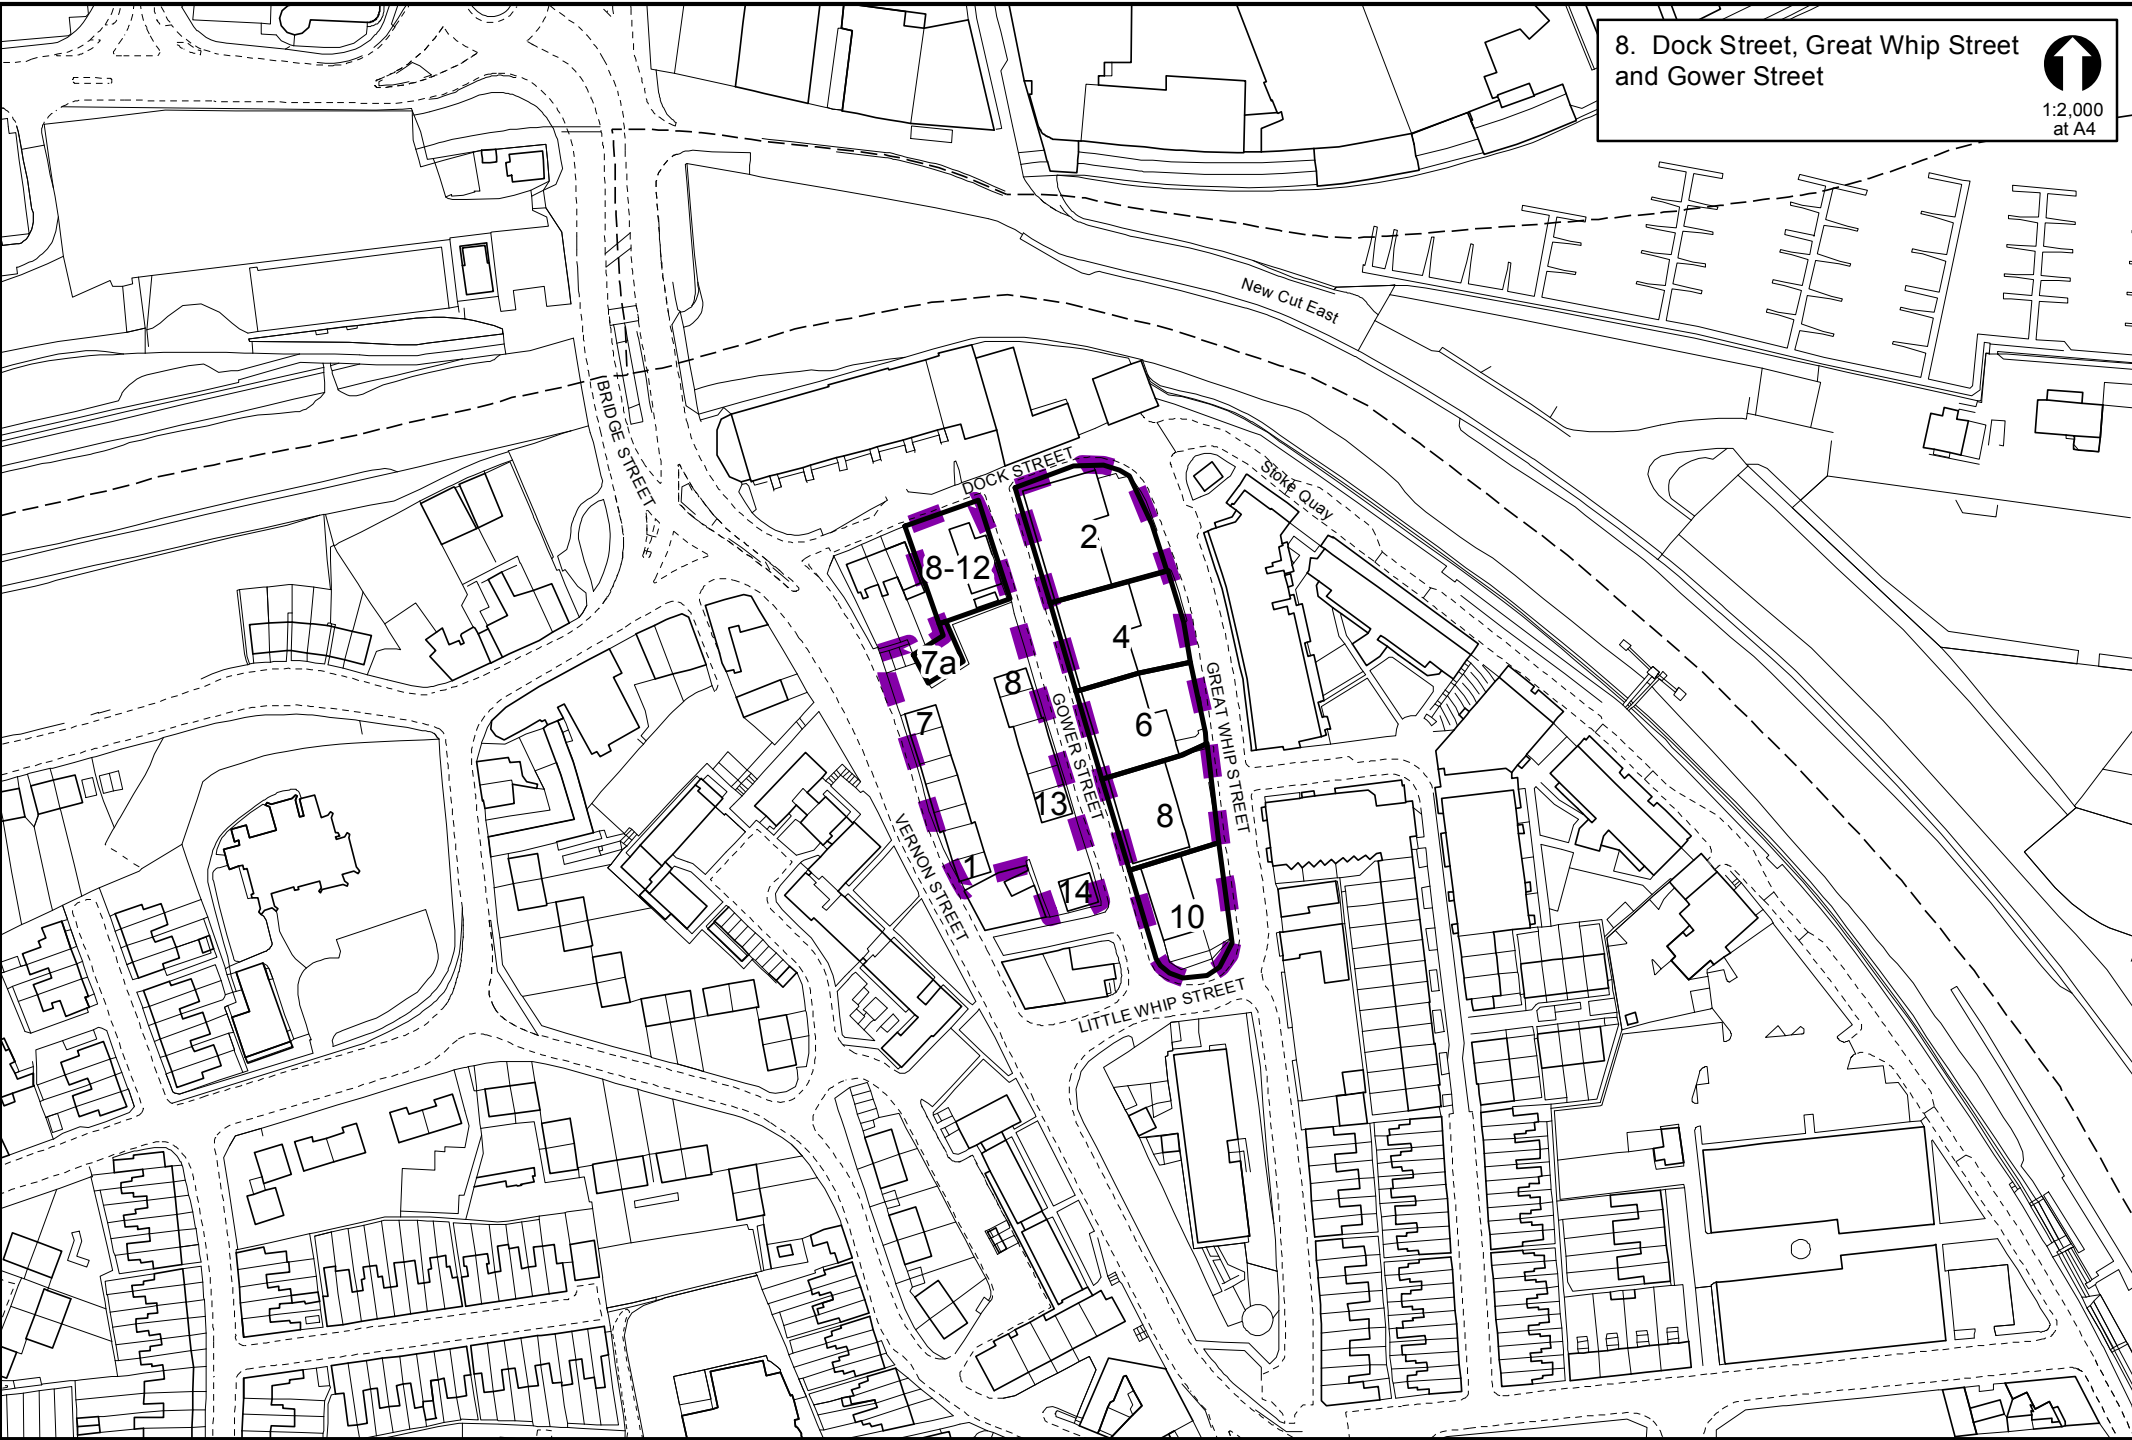 8. Dock Street, Great Whip Street
and Gower Street
1:2,000
at A4
New Cut East
BRIDGE STREET
DOCK STREET
Stoke Quay
2
8-12
4
7a
8
6
7
GOWER STREET
GREAT WHIP STREET
13
8
VERNON STREET
1
14
10
LITTLE WHIP STREET